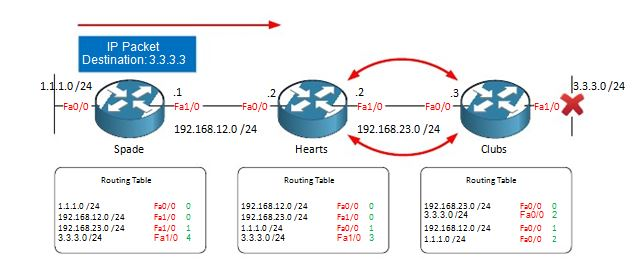 IP Packet
Destination: 3.3.3.3
1.1.1.0 /24
3.3.3.0 /24
.1
.2
.2
.3
Fa0/0
Fa1/0
Fa0/0
Fa1/0
Fa0/0
Fa1/0
192.168.12.0 /24
192.168.23.0 /24
Spade
Hearts
Clubs
Routing Table
1.1.1.0 /24 Fa0/0 0
192.168.12.0 /24 Fa1/0 0
192.168.23.0 /24 Fa1/0 1
3.3.3.0 /24 Fa1/0 4
Routing Table
192.168.12.0 /24 Fa0/0 0
192.168.23.0 /24 Fa1/0 0
1.1.1.0 /24 Fa0/0 1
3.3.3.0 /24 Fa1/0 3
Routing Table
192.168.23.0 /24 Fa0/0 0
3.3.3.0 /24 Fa0/0 2
192.168.12.0 /24 Fa0/0 1
1.1.1.0 /24 Fa0/0 2